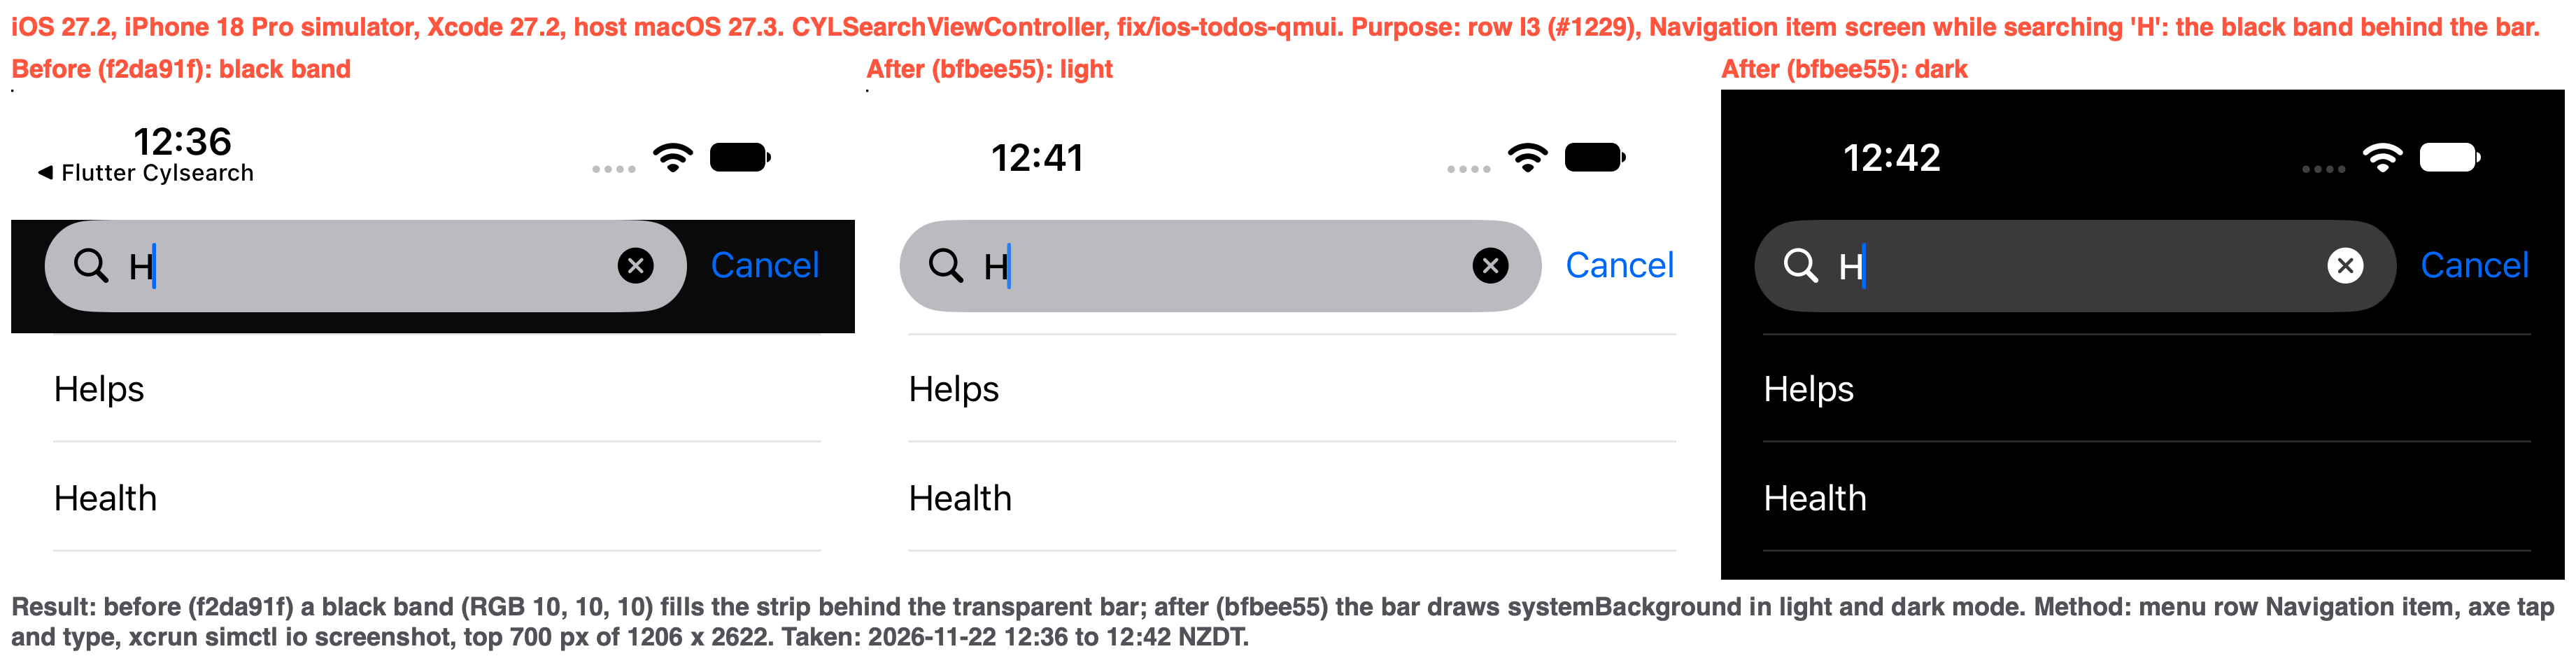 iOS 27.2, iPhone 18 Pro simulator, Xcode 27.2, host macOS 27.3. CYLSearchViewController, fix/ios-todos-qmui. Purpose: row I3 (#1229), Navigation item screen while searching 'H': the black band behind the bar.
Before (f2da91f): black band
After (bfbee55): light
After (bfbee55): dark
12:36
◀ Flutter Cylsearch
H
Cancel
Helps
Health
12:41
H
Cancel
Helps
Health
12:42
H
Cancel
Helps
Health
Result: before (f2da91f) a black band (RGB 10, 10, 10) fills the strip behind the transparent bar; after (bfbee55) the bar draws systemBackground in light and dark mode. Method: menu row Navigation item, axe tap
and type, xcrun simctl io screenshot, top 700 px of 1206 x 2622. Taken: 2026-11-22 12:36 to 12:42 NZDT.